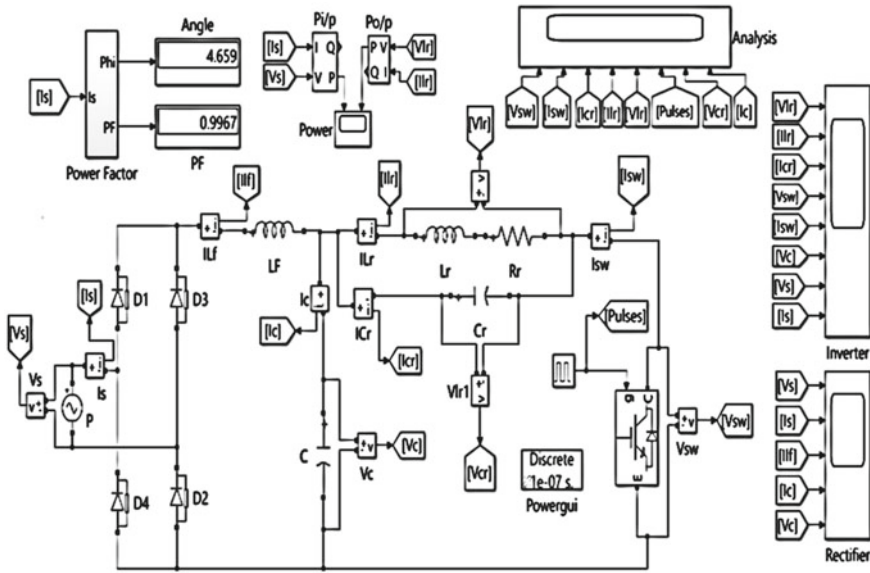 Angle
Phi
4.659
[Is]
Is
PF
0.9967
Power Factor
PF
Pi/p
[Is]
I Q
[Vs]
V P
Power
Po/p
P V
[Vlr]
Q I
[Ilr]
Analysis
[Vsw]
[Isw]
[Icr]
[Ilr]
[Vlr]
[Pulses]
[Vcr]
[Ic]
[Vlr]
[Ilr]
[Icr]
[Vsw]
[Isw]
[Vc]
[Vs]
[Is]
Inverter
[Vlr]
[Ilf]
[Ilr]
[Isw]
ILf
LF
ILr
Lr
Rr
Isw
[Is]
D1
D3
Ic
[Ic]
ICr
[Icr]
Cr
[Pulses]
[Vs]
Vs
Is
P
Vlr1
g
C
E
Vsw
[Vsw]
C
Vc
[Vc]
[Vcr]
Discrete
1e-07 s.
Powergui
D4
D2
[Vs]
[Is]
[Ilf]
[Ic]
[Vc]
Rectifier